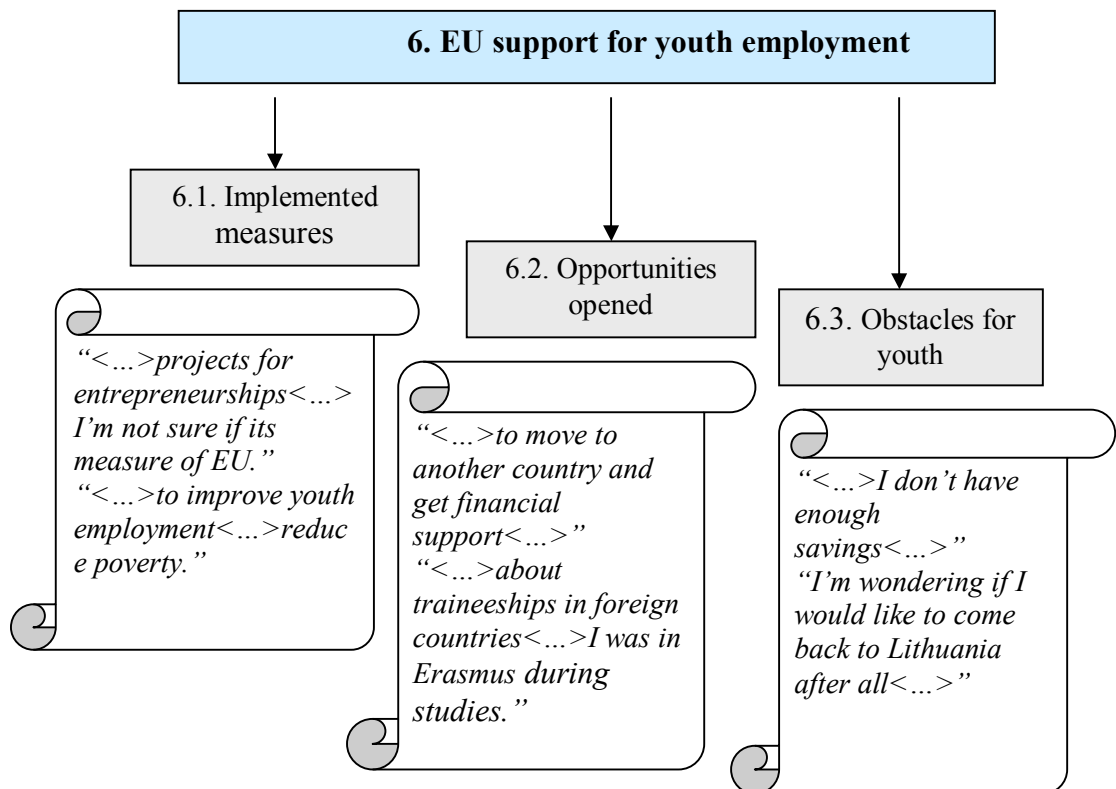 6. EU support for youth employment
6.1. Implemented
measures
“<…>projects for
entrepreneurships<…>
I’m not sure if its
measure of EU.”
“<…>to improve youth
employment<…>reduc
e poverty.”
6.2. Opportunities
opened
“<…>to move to
another country and
get financial
support<…>”
“<…>about
traineeships in foreign
countries<…>I was in
Erasmus during
studies.”
6.3. Obstacles for
youth
“<…>I don’t have
enough
savings<…>”
“I’m wondering if I
would like to come
back to Lithuania
after all<…>”